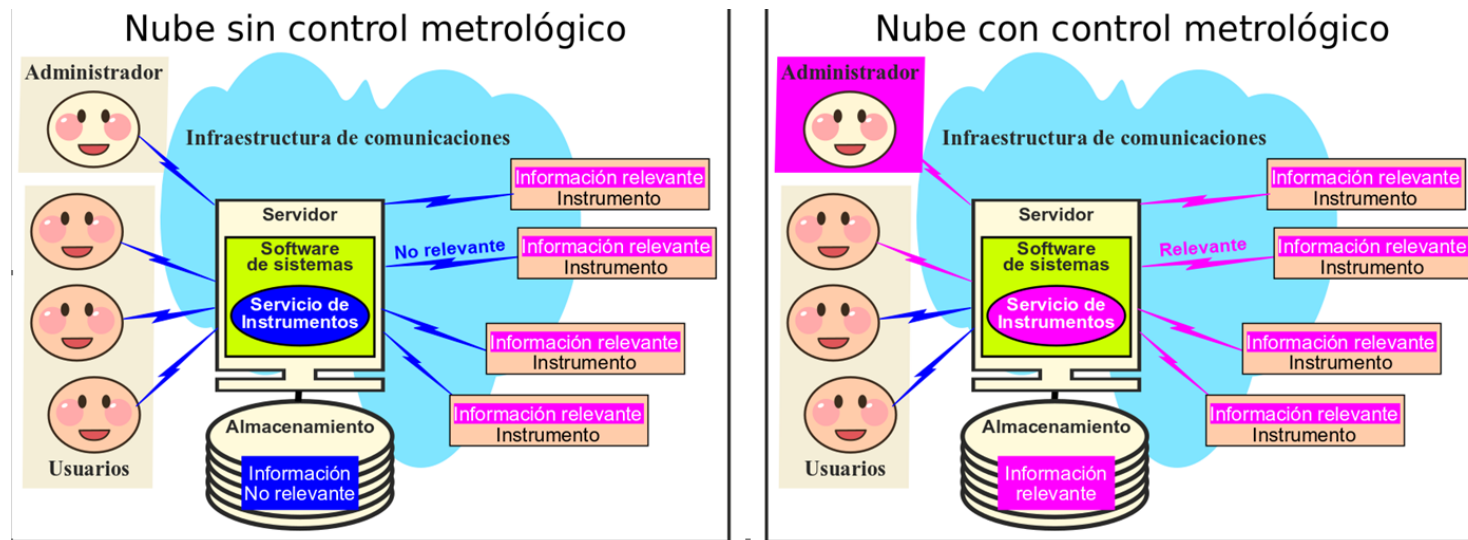 Nube sin control metrológico
Administrador
Infraestructura de comunicaciones
Información relevante
Instrumento
Servidor
Software
de sistemas
No relevante
Información relevante
Instrumento
Servicio de
Instrumentos
Información relevante
Instrumento
Información relevante
Instrumento
Almacenamiento
Usuarios
Información
No relevante
Nube con control metrológico
Administrador
Infraestructura de comunicaciones
Información relevante
Instrumento
Servidor
Software
de sistemas
Relevante
Información relevante
Instrumento
Servicio de
Instrumentos
Información relevante
Instrumento
Información relevante
Instrumento
Almacenamiento
Usuarios
Información
relevante